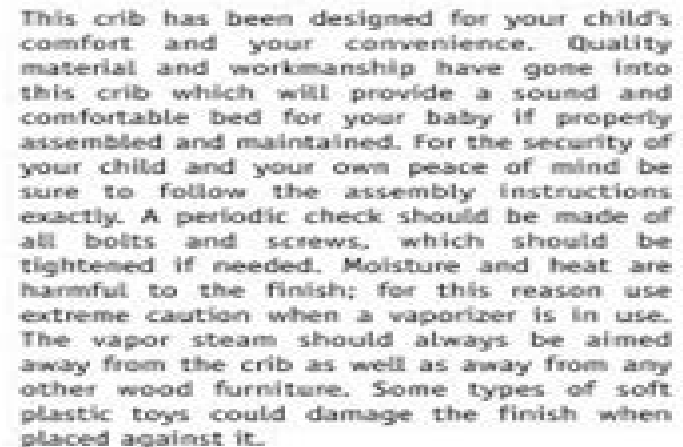 This crib has been designed for your child's
comfort and your convenience. Quality
material and workmanship have gone into
this crib which will provide a sound and
comfortable bed for your baby if properly
assembled and maintained. For the security of
your child and your own peace of mind be
sure to follow the assembly instructions
exactly. A periodic check should be made of
all bolts and screws, which should be
tightened if needed. Moisture and heat are
harmful to the finish; for this reason use
extreme caution when a vaporizer is in use.
The vapor steam should always be aimed
away from the crib as well as away from any
other wood furniture. Some types of soft
plastic toys could damage the finish when
placed against it.